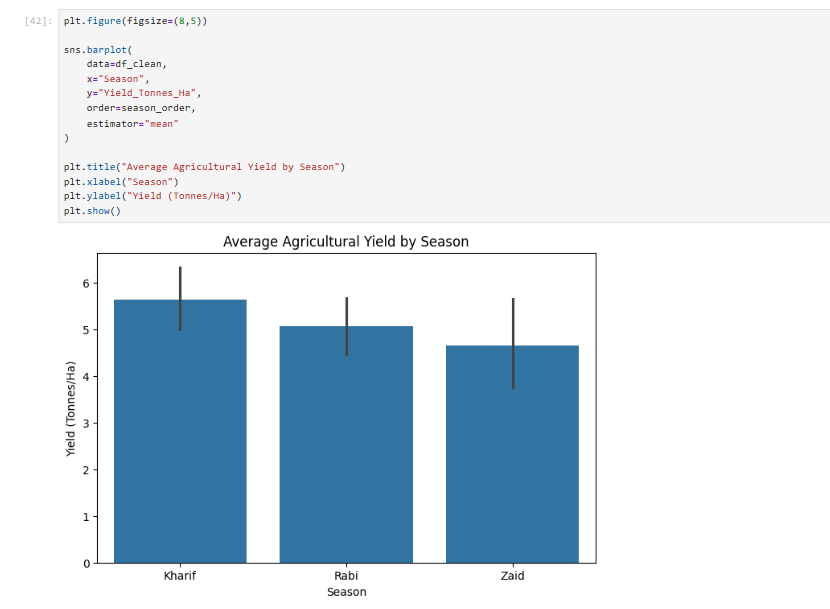 [42]: plt.figure(figsize=(8,5))
sns.barplot(
    data=df_clean,
    x="Season",
    y="Yield_Tonnes_Ha",
    order=season_order,
    estimator="mean"
)
plt.title("Average Agricultural Yield by Season")
plt.xlabel("Season")
plt.ylabel("Yield (Tonnes/Ha)")
plt.show()
Average Agricultural Yield by Season
Yield (Tonnes/Ha)
6
5
4
3
2
1
0
Kharif Rabi Zaid
Season